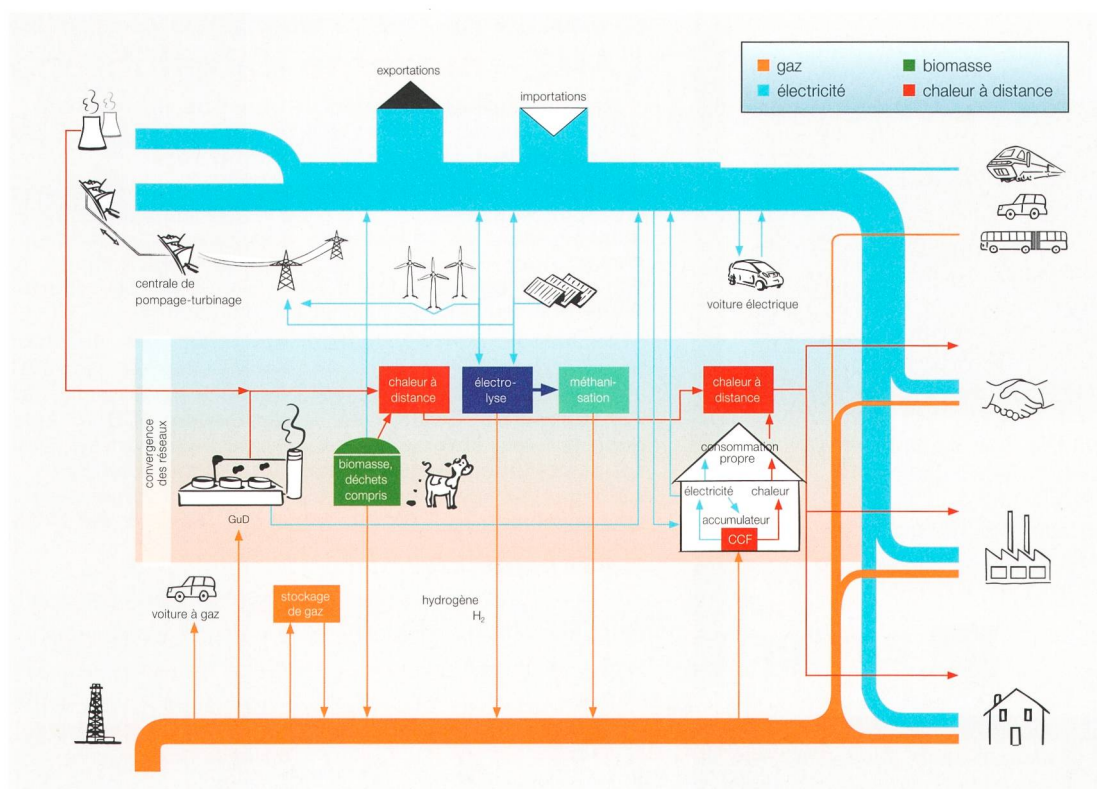 exportations
importations
gaz
électricité
biomasse
chaleur à distance
centrale de
pompage-turbinage
voiture électrique
convergence
des réseaux
chaleur à
distance
électro-
lyse
méthani-
sation
chaleur à
distance
biomasse,
déchets
compris
consommation
propre
électricité
chaleur
accumulateur
CCF
GuD
voiture à gaz
stockage
de gaz
hydrogène
H₂